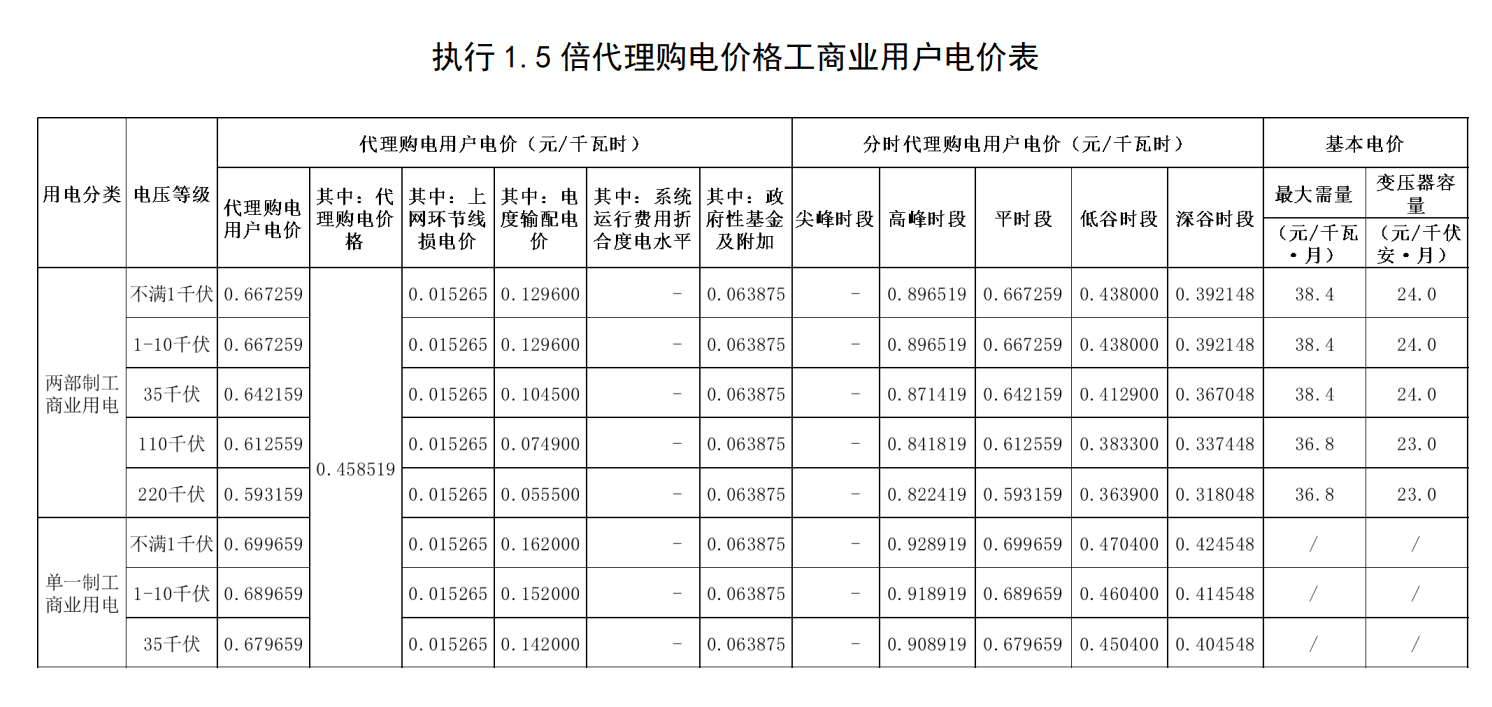 执行1.5倍代理购电价格工商业用户电价表
用电分类 电压等级 代理购电用户电价（元/千瓦时） 分时代理购电用户电价（元/千瓦时） 基本电价
代理购电用户电价 其中：代理购电价格 其中：上网环节线损电价 其中：电度输配电价 其中：系统运行费用折合度电水平 其中：政府性基金及附加 尖峰时段 高峰时段 平时段 低谷时段 深谷时段 最大需量 变压器容量
（元/千瓦·月） （元/千伏安·月）
两部制工商业用电 不满1千伏 0.667259 0.458519 0.015265 0.129600 - 0.063875 - 0.896519 0.667259 0.438000 0.392148 38.4 24.0
1-10千伏 0.667259 0.015265 0.129600 - 0.063875 - 0.896519 0.667259 0.438000 0.392148 38.4 24.0
35千伏 0.642159 0.015265 0.104500 - 0.063875 - 0.871419 0.642159 0.412900 0.367048 38.4 24.0
110千伏 0.612559 0.015265 0.074900 - 0.063875 - 0.841819 0.612559 0.383300 0.337448 36.8 23.0
220千伏 0.593159 0.015265 0.055500 - 0.063875 - 0.822419 0.593159 0.363900 0.318048 36.8 23.0
单一制工商业用电 不满1千伏 0.699659 0.015265 0.162000 - 0.063875 - 0.928919 0.699659 0.470400 0.424548 / /
1-10千伏 0.689659 0.015265 0.152000 - 0.063875 - 0.918919 0.689659 0.460400 0.414548 / /
35千伏 0.679659 0.015265 0.142000 - 0.063875 - 0.908919 0.679659 0.450400 0.404548 / /